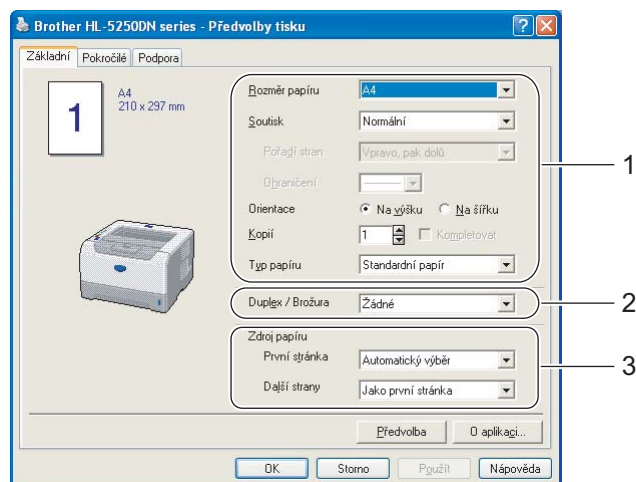 Brother HL-5250DN series - Předvolby tisku
Základní Pokročilé Podpora
1
A4
210 x 297 mm
Rozměr papíru A4
Soutisk Normální
Pořadí stran Vpravo, pak dolů
Ohraničení
1
Orientace Na výšku Na šířku
Kopií 1 Kompletovat
Typ papíru Standardní papír
Duplex / Brožura Žádné
2
Zdroj papíru
První stránka Automatický výběr
3
Další strany Jako první stránka
Předvolba O aplikaci...
OK Storno Použít Nápověda